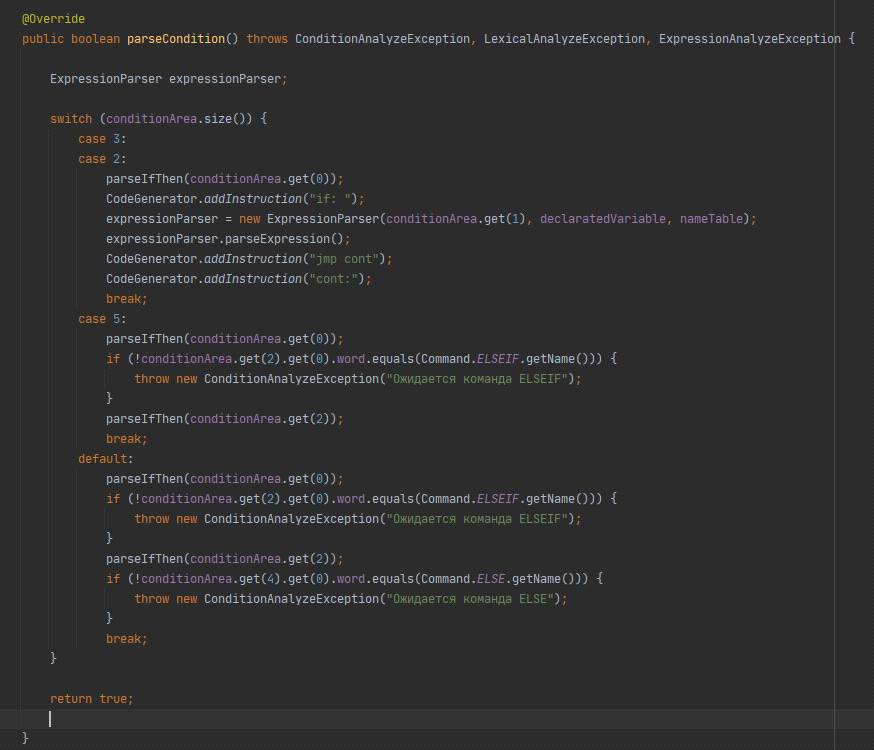 @Override
public boolean parseCondition() throws ConditionAnalyzeException, LexicalAnalyzeException, ExpressionAnalyzeException {
ExpressionParser expressionParser;
switch (conditionArea.size()) {
case 3:
case 2:
parseIfThen(conditionArea.get(0));
CodeGenerator.addInstruction("if: ");
expressionParser = new ExpressionParser(conditionArea.get(1), declaratedVariable, nameTable);
expressionParser.parseExpression();
CodeGenerator.addInstruction("jmp cont");
CodeGenerator.addInstruction("cont:");
break;
case 5:
parseIfThen(conditionArea.get(0));
if (!conditionArea.get(2).get(0).word.equals(Command.ELSEIF.getName())) {
throw new ConditionAnalyzeException("Ожидается команда ELSEIF");
}
parseIfThen(conditionArea.get(2));
break;
default:
parseIfThen(conditionArea.get(0));
if (!conditionArea.get(2).get(0).word.equals(Command.ELSEIF.getName())) {
throw new ConditionAnalyzeException("Ожидается команда ELSEIF");
}
parseIfThen(conditionArea.get(2));
if (!conditionArea.get(4).get(0).word.equals(Command.ELSE.getName())) {
throw new ConditionAnalyzeException("Ожидается команда ELSE");
}
break;
}
return true;
}